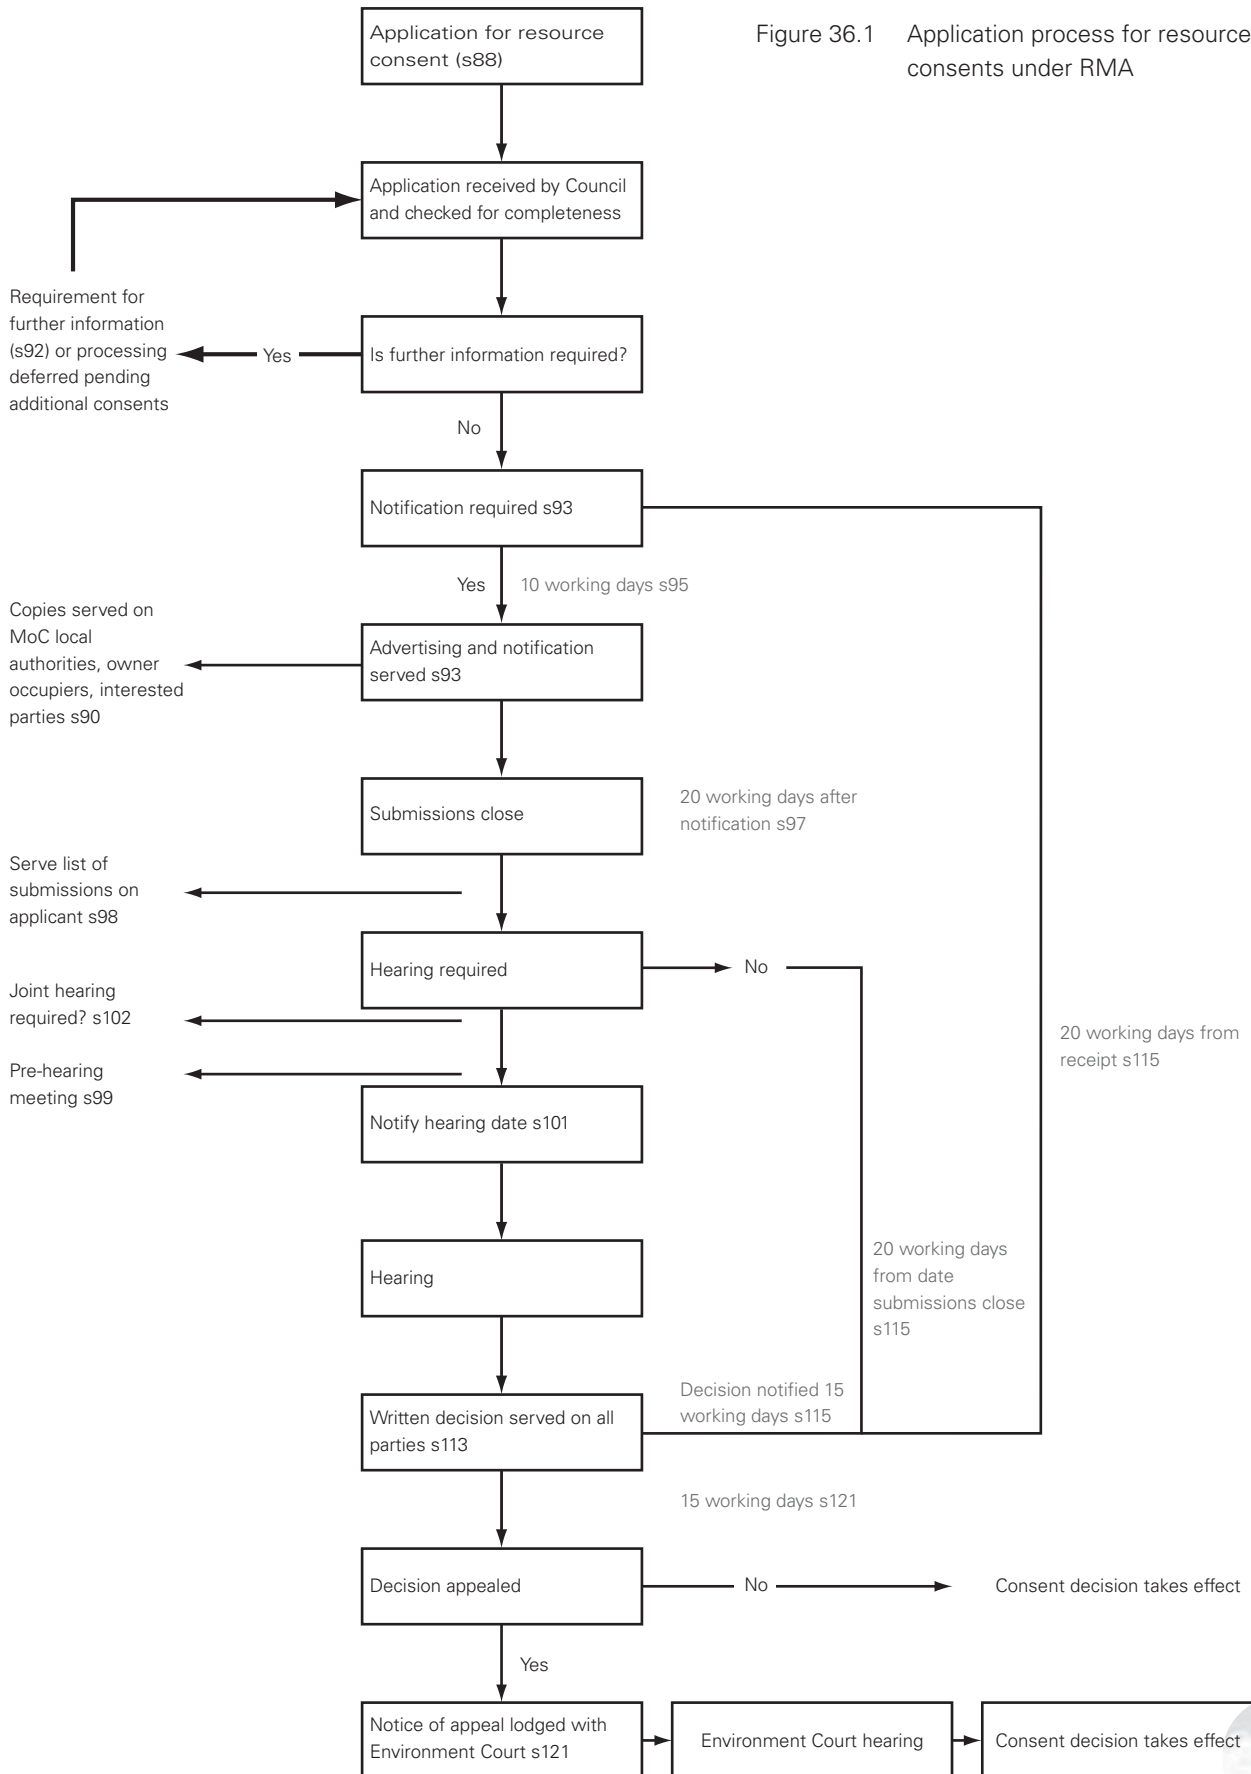 Application for resource
consent (s88)
Figure 36.1 Application process for resource
consents under RMA
Application received by Council
and checked for completeness
Requirement for
further information
(s92) or processing
deferred pending
additional consents
Yes
Is further information required?
No
Notification required s93
Yes
10 working days s95
Copies served on
MoC local
authorities, owner
occupiers, interested
parties s90
Advertising and notification
served s93
Submissions close
20 working days after
notification s97
Serve list of
submissions on
applicant s98
Hearing required
No
Joint hearing
required? s102
20 working days from
receipt s115
Pre-hearing
meeting s99
Notify hearing date s101
Hearing
20 working days
from date
submissions close
s115
Decision notified 15
working days s115
Written decision served on all
parties s113
15 working days s121
Decision appealed
No
Consent decision takes effect
Yes
Notice of appeal lodged with
Environment Court s121
Environment Court hearing
Consent decision takes effect